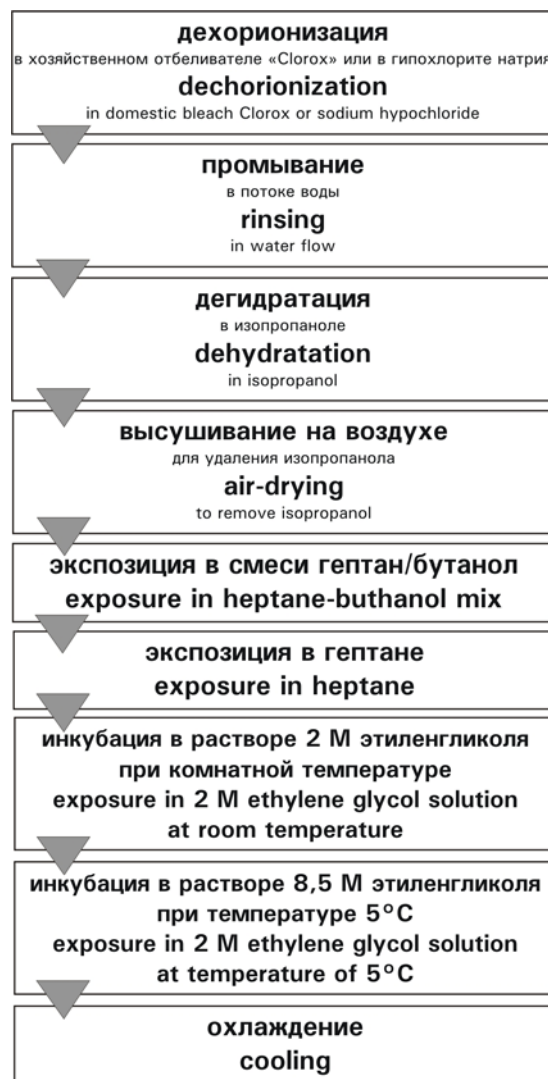 дехорионизация
в хозяйственном отбеливателе «Clorox» или в гипохлорите натрия
dechorionization
in domestic bleach Clorox or sodium hypochloride
промывание
в потоке воды
rinsing
in water flow
дегидратация
в изопропаноле
dehydratation
in isopropanol
высушивание на воздухе
для удаления изопропанола
air-drying
to remove isopropanol
экспозиция в смеси гептан/бутанол
exposure in heptane-buthanol mix
экспозиция в гептане
exposure in heptane
инкубация в растворе 2 М этиленгликоля
при комнатной температуре
exposure in 2 M ethylene glycol solution
at room temperature
инкубация в растворе 8,5 М этиленгликоля
при температуре 5°С
exposure in 2 M ethylene glycol solution
at temperature of 5°C
охлаждение
cooling